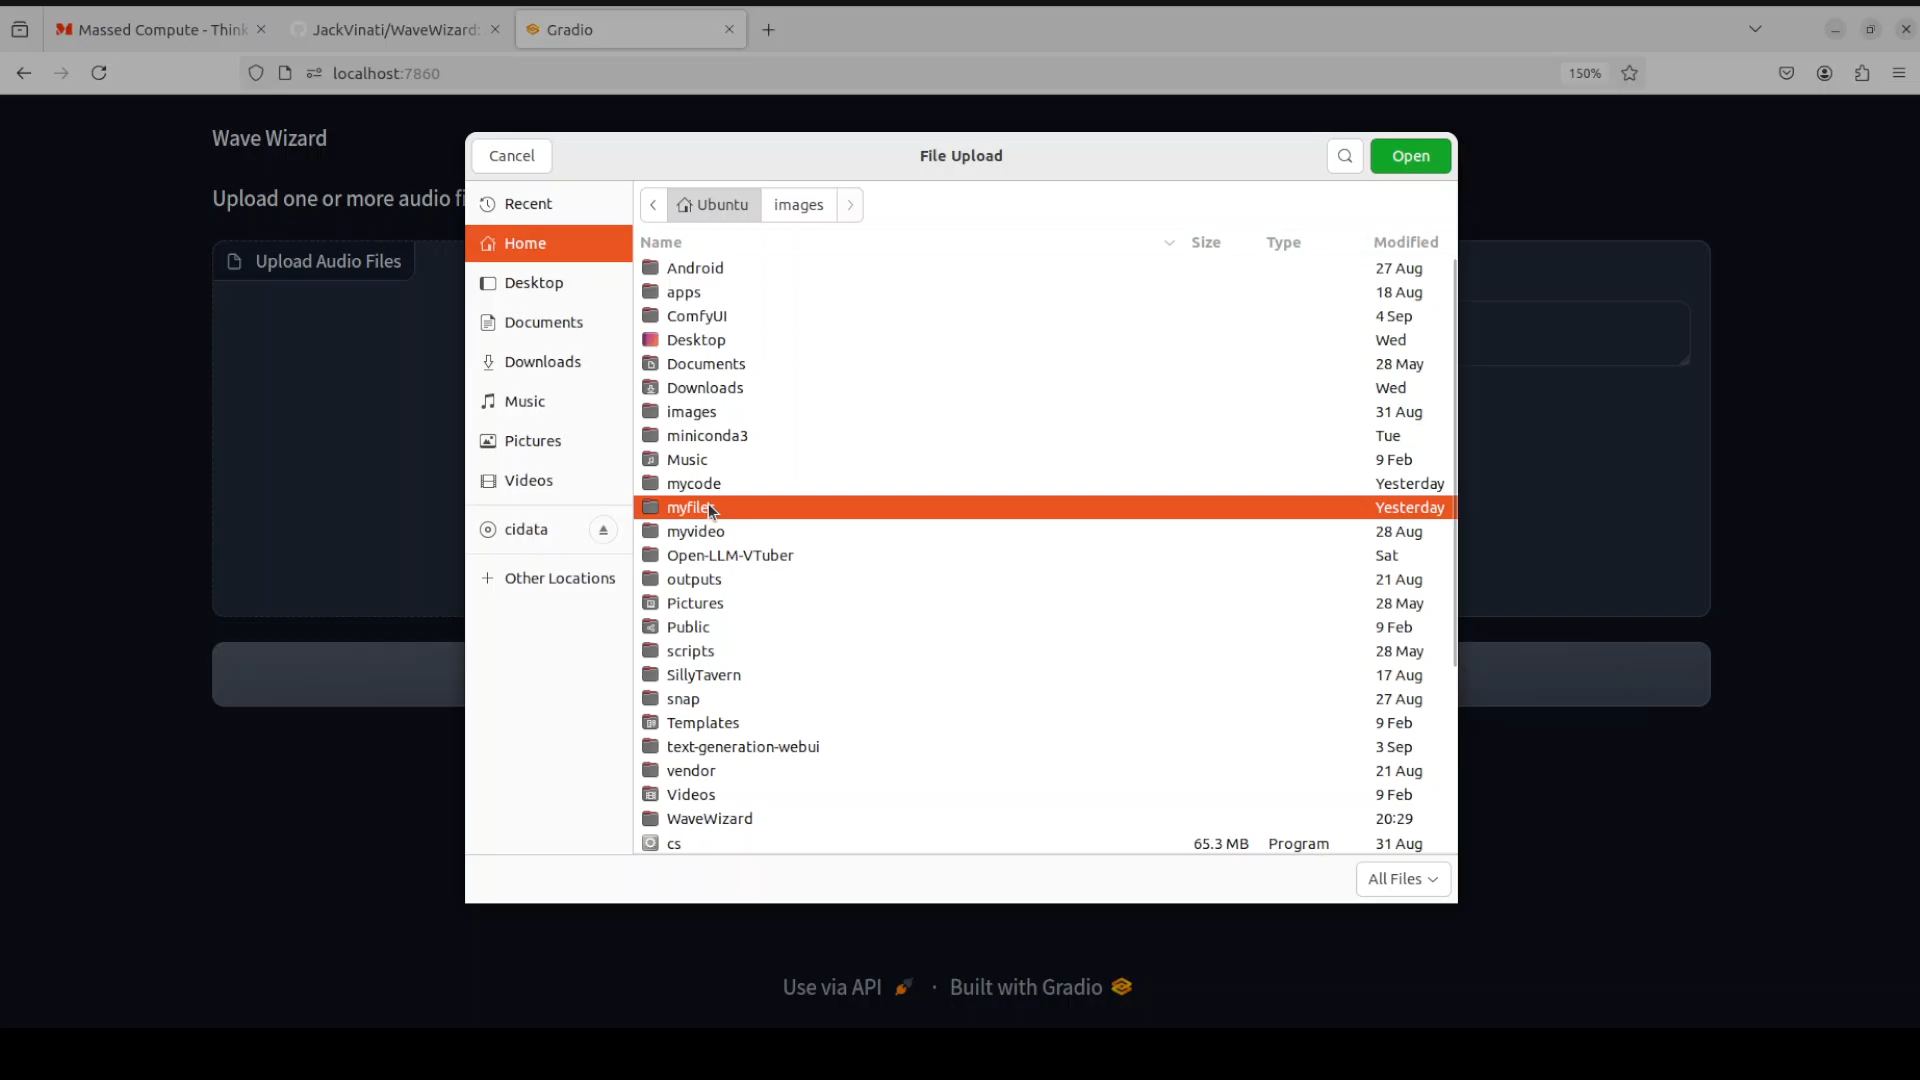 Massed Compute - Think
JackVinati/WaveWizard:
Gradio
localhost:7860
150%
Wave Wizard
Upload one or more audio fi
Upload Audio Files
Cancel
File Upload
Open
Recent
Home
Desktop
Documents
Downloads
Music
Pictures
Videos
cidata
Other Locations
Ubuntu images
Name Size Type Modified
Android 27 Aug
apps 18 Aug
ComfyUI 4 Sep
Desktop Wed
Documents 28 May
Downloads Wed
images 31 Aug
miniconda3 Tue
Music 9 Feb
mycode Yesterday
Yesterday
myvideo 28 Aug
Open-LLM-VTuber Sat
outputs 21 Aug
Pictures 28 May
Public 9 Feb
scripts 28 May
SillyTavern 17 Aug
snap 27 Aug
Templates 9 Feb
text-generation-webui 3 Sep
vendor 21 Aug
Videos 9 Feb
WaveWizard 20:29
cs 65.3 MB Program 31 Aug
All Files
Use via API · Built with Gradio